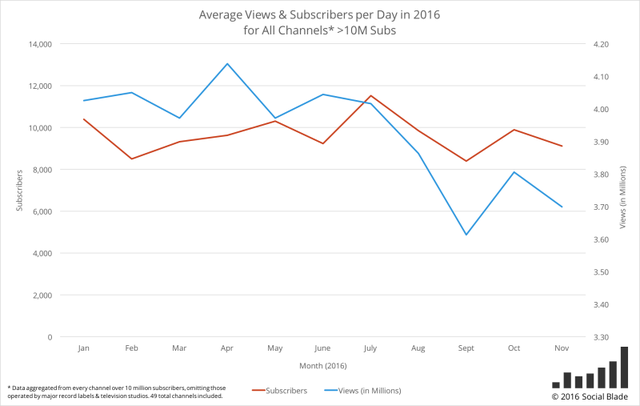 Average Views & Subscribers per Day in 2016
for All Channels* >10M Subs
14,000
12,000
10,000
8,000
6,000
4,000
2,000
0
Subscribers
4.20
4.10
4.00
3.90
3.80
3.70
3.60
3.50
3.40
3.30
Views (in Millions)
Jan Feb Mar Apr May June July Aug Sept Oct Nov
Month (2016)
* Data aggregated from every channel over 10 million subscribers, omitting those
operated by major record labels & television studios. 49 total channels included.
Subscribers Views (in Millions)
© 2016 Social Blade